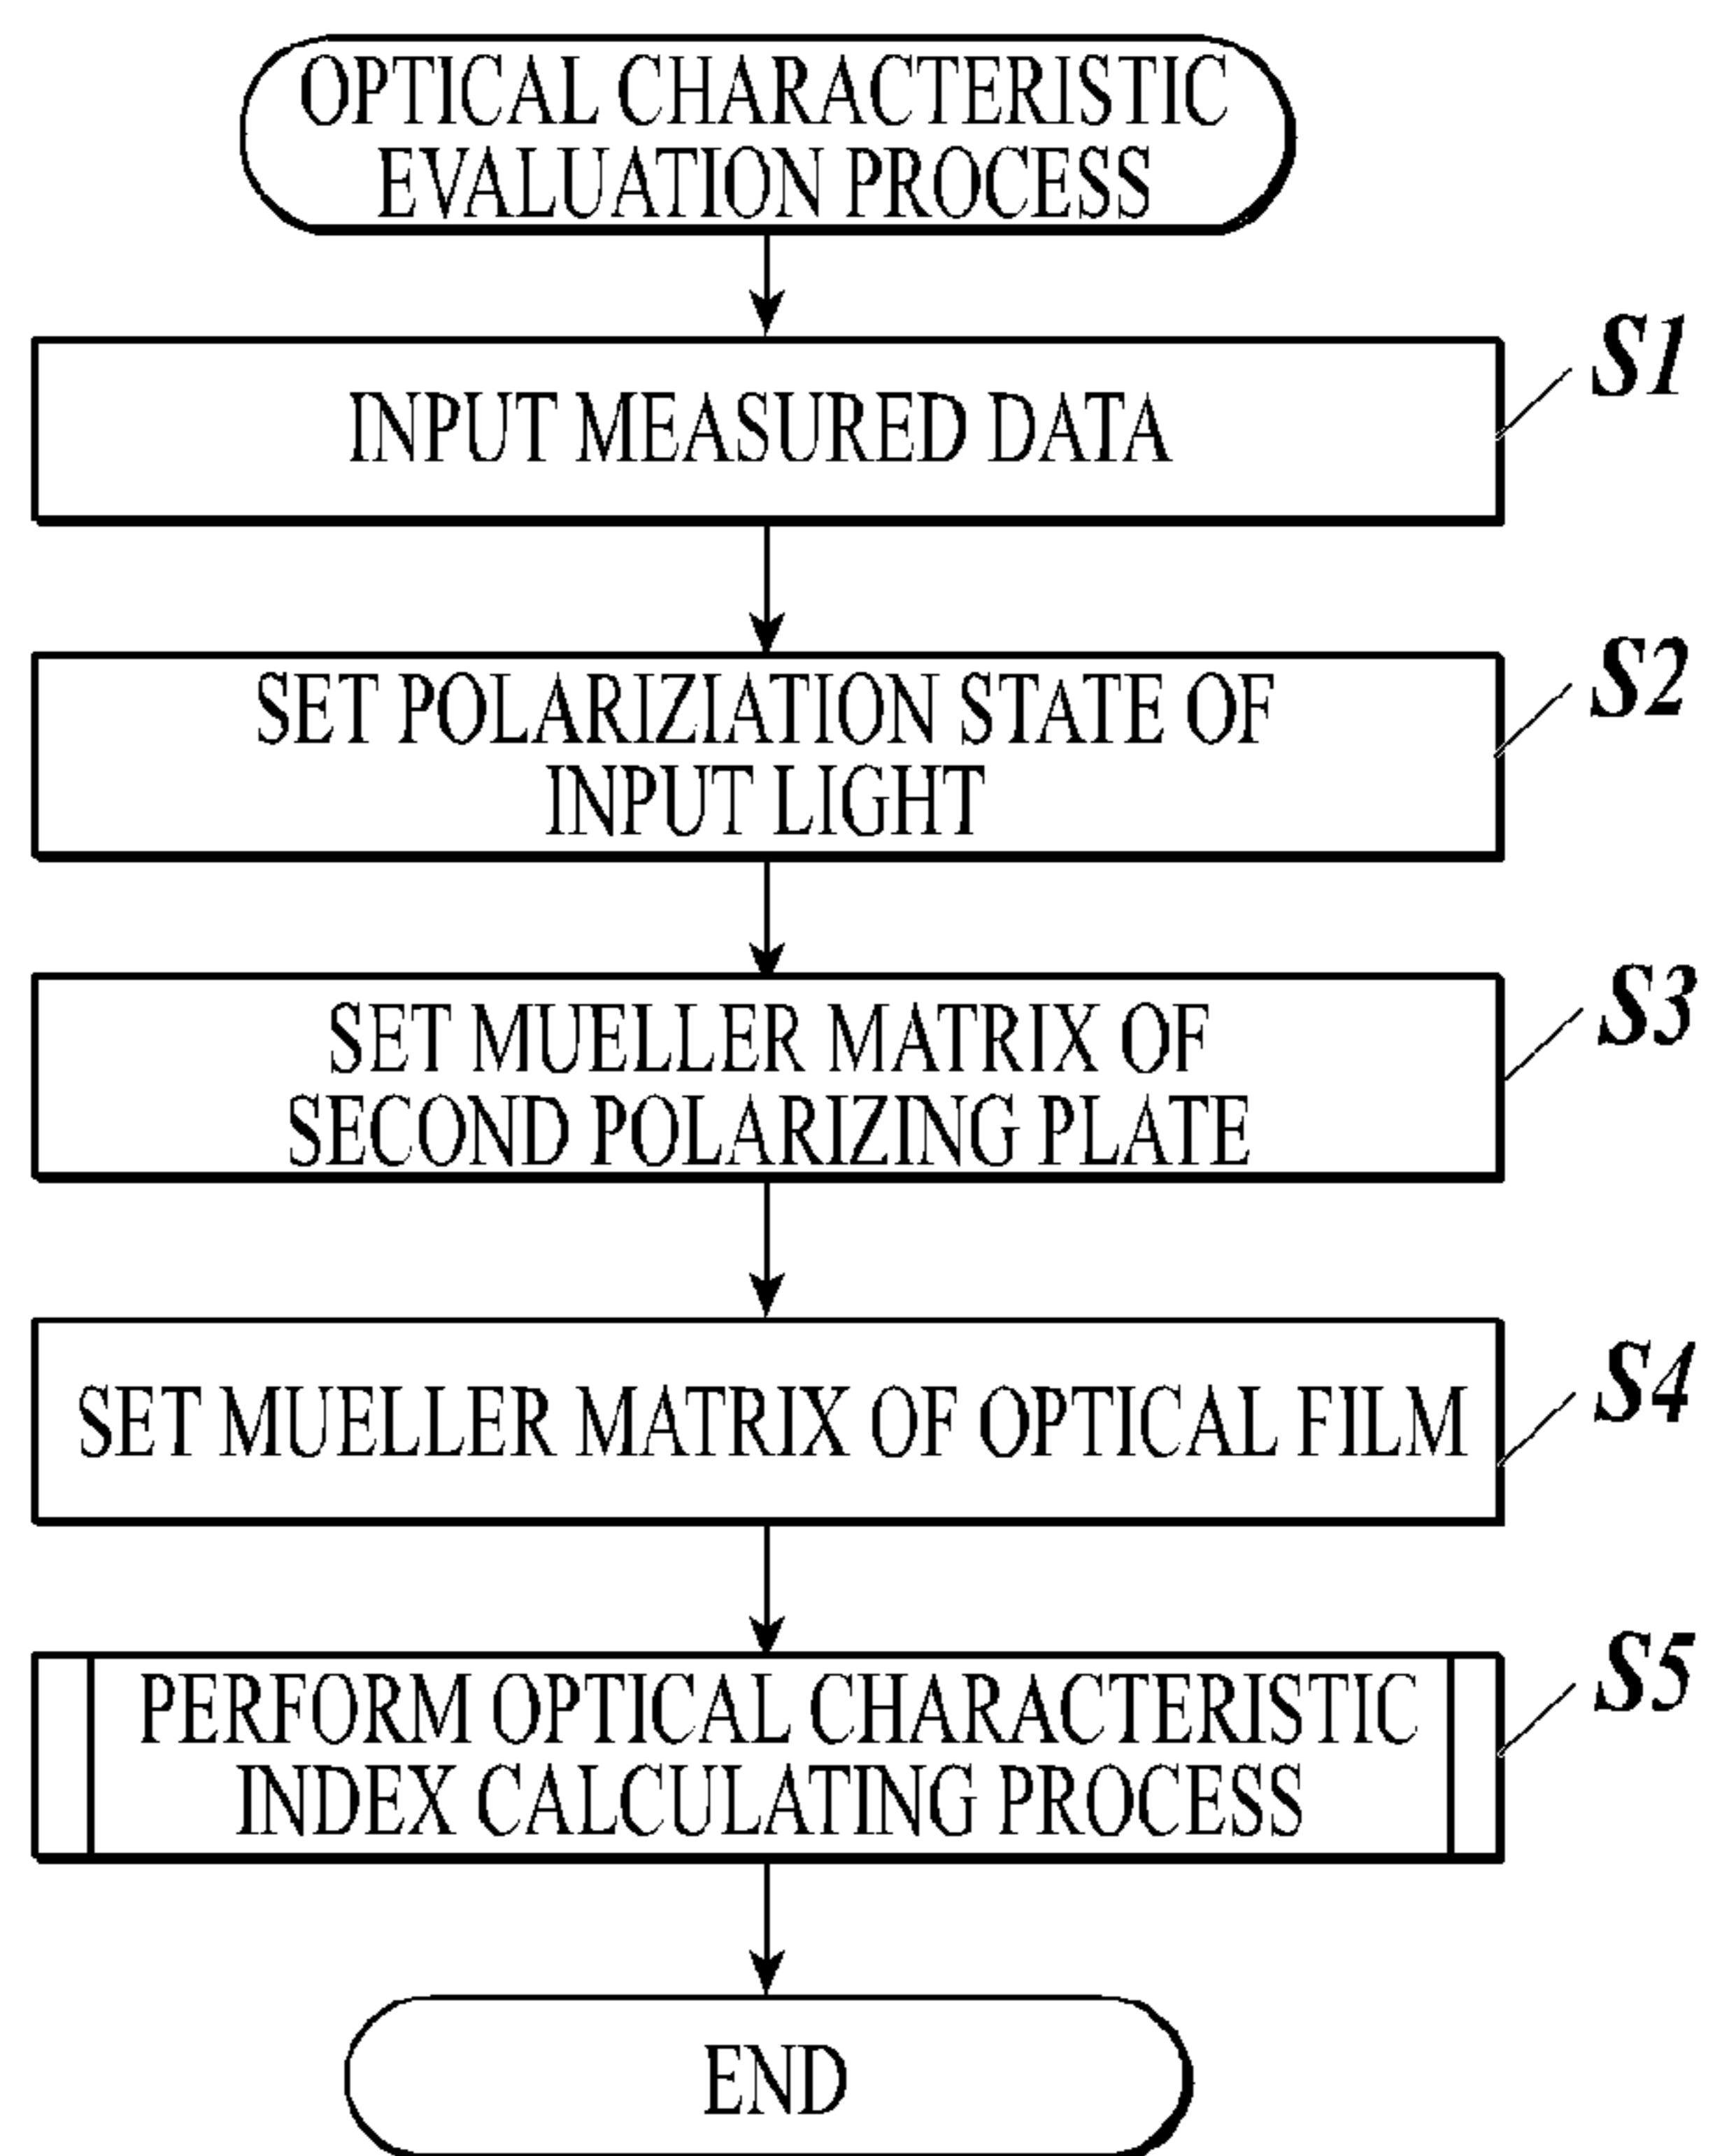 OPTICAL CHARACTERISTIC
EVALUATION PROCESS
INPUT MEASURED DATA
S1
SET POLARIZIATION STATE OF
INPUT LIGHT
S2
SET MUELLER MATRIX OF
SECOND POLARIZING PLATE
S3
SET MUELLER MATRIX OF OPTICAL FILM
S4
PERFORM OPTICAL CHARACTERISTIC
INDEX CALCULATING PROCESS
S5
END